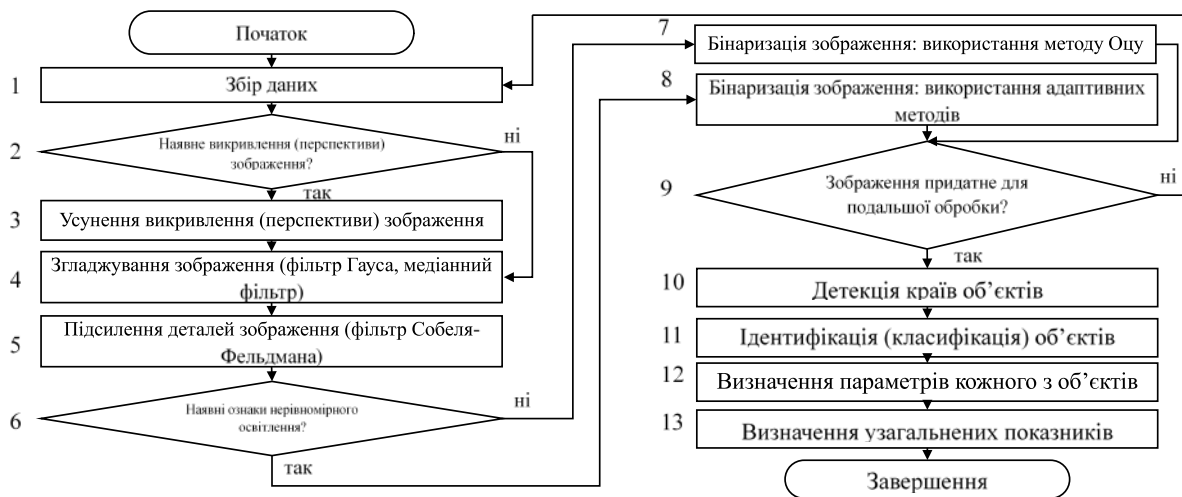 Початок
1
Збір даних
2
Наявне викривлення (перспективи)
зображення?
ні
так
3
Усунення викривлення (перспективи) зображення
4
Згладжування зображення (фільтр Гауса, медіанний
фільтр)
5
Підсилення деталей зображення (фільтр Собеля-
Фельдмана)
6
Наявні ознаки нерівномірного
освітлення?
ні
так
7
Бінаризація зображення: використання методу Оцу
8
Бінаризація зображення: використання адаптивних
методів
9
Зображення придатне для
подальшої обробки?
ні
так
10
Детекція країв об’єктів
11
Ідентифікація (класифікація) об’єктів
12
Визначення параметрів кожного з об’єктів
13
Визначення узагальнених показників
Завершення